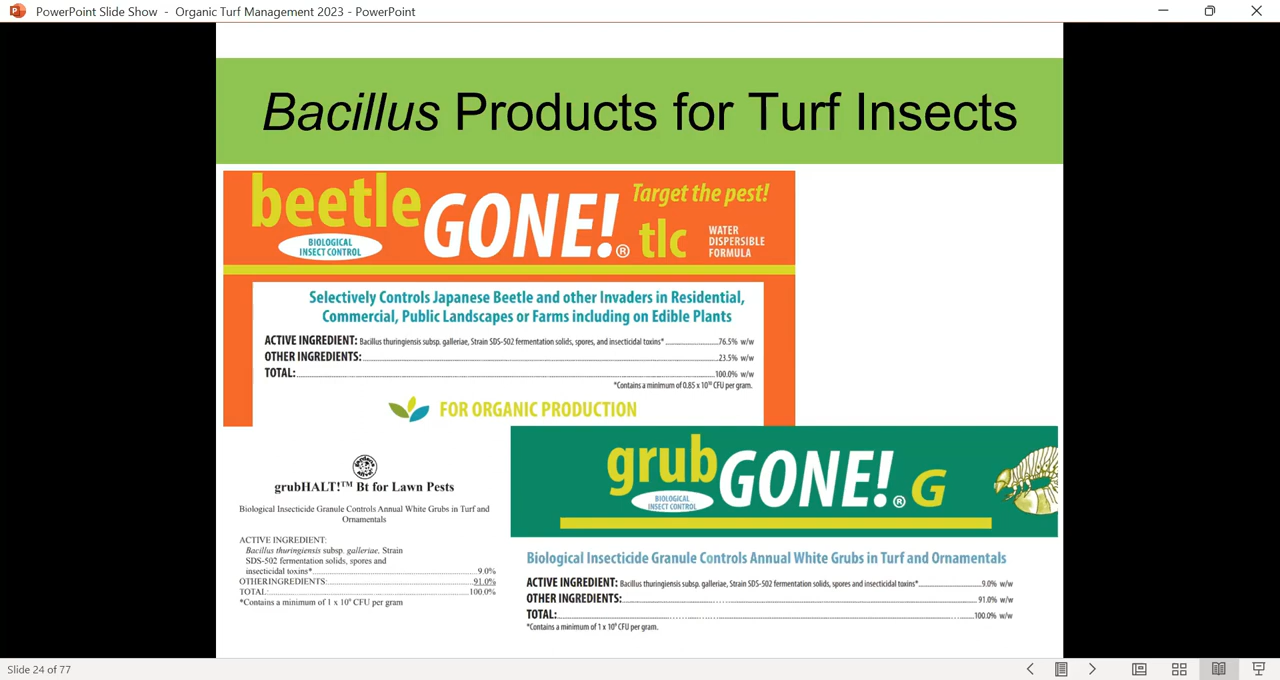 PowerPoint Slide Show - Organic Turf Management 2023 - PowerPoint
Bacillus Products for Turf Insects
beetle GONE!® tlc
Target the pest!
BIOLOGICAL
INSECT CONTROL
WATER
DISPERSIBLE
FORMULA
Selectively Controls Japanese Beetle and other Invaders in Residential,
Commercial, Public Landscapes or Farms including on Edible Plants
ACTIVE INGREDIENT: Bacillus thuringiensis subsp. galleriae, Strain SDS-502 fermentation solids, spores, and insecticidal toxins* 76.5% w/w
OTHER INGREDIENTS: 23.5% w/w
TOTAL: 100.0% w/w
*Contains a minimum of 0.85 x 10¹⁰ CFU per gram.
FOR ORGANIC PRODUCTION
grubHALT!™ Bt for Lawn Pests
Biological Insecticide Granule Controls Annual White Grubs in Turf and
Ornamentals
ACTIVE INGREDIENT:
Bacillus thuringiensis subsp. galleriae, Strain
SDS-502 fermentation solids, spores and
insecticidal toxins* 9.0%
OTHER INGREDIENTS: 91.0%
TOTAL: 100.0%
*Contains a minimum of 1 x 10⁹ CFU per gram
grub GONE!® G
BIOLOGICAL
INSECT CONTROL
Biological Insecticide Granule Controls Annual White Grubs in Turf and Ornamentals
ACTIVE INGREDIENT: Bacillus thuringiensis subsp. galleriae, Strain SDS-502 fermentation solids, spores and insecticidal toxins* 9.0% w/w
OTHER INGREDIENTS: 91.0% w/w
TOTAL: 100.0% w/w
*Contains a minimum of 1 x 10⁹ CFU per gram.
Slide 24 of 77